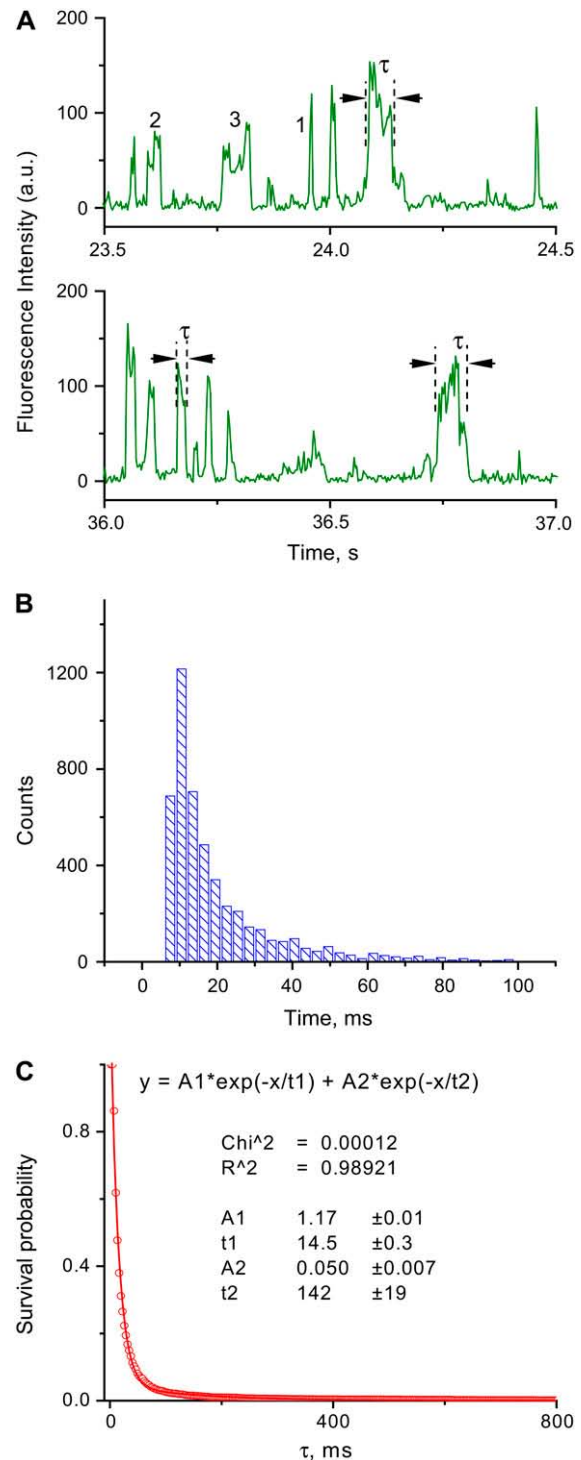 A
Fluorescence Intensity (a.u.)
200
100
0
2
3
1
τ
23.5
24.0
24.5
200
100
0
τ
τ
36.0
36.5
37.0
Time, s
B
Counts
1200
800
400
0
0
20
40
60
80
100
Time, ms
C
Survival probability
0.8
0.4
0.0
y = A1*exp(-x/t1) + A2*exp(-x/t2)
Chi^2 = 0.00012
R^2 = 0.98921
A1 1.17 ±0.01
t1 14.5 ±0.3
A2 0.050 ±0.007
t2 142 ±19
0
400
800
τ, ms